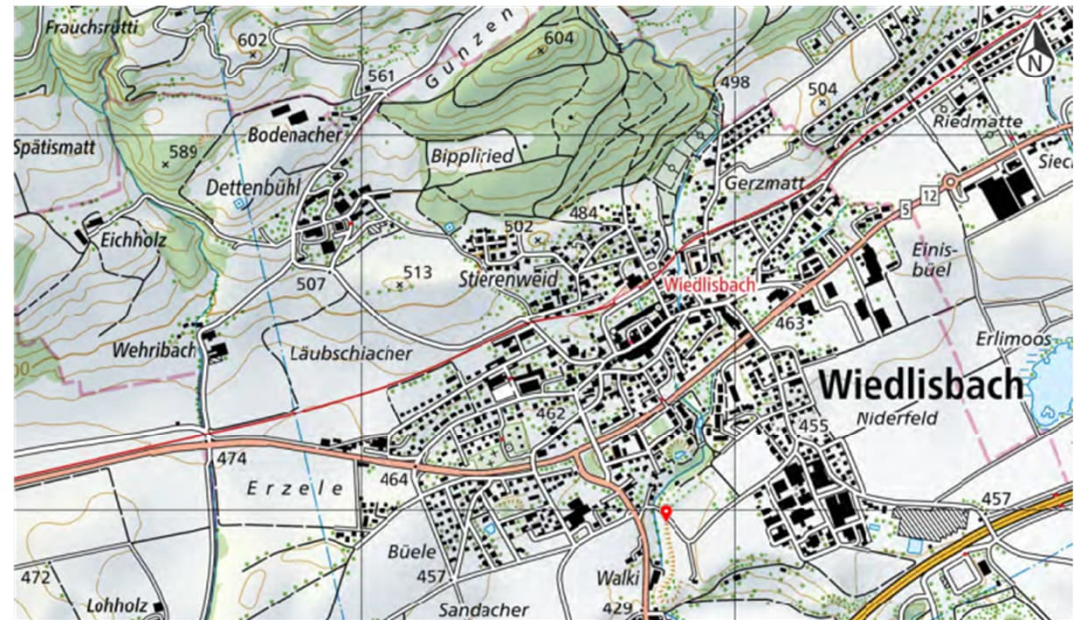 Frauchsrütti
602
Gunzen
604
N
561
498
504
Bodenacher
Riedmatte
Spätismatt
589
Bippliried
Dettenbühl
Gerzmatt
12
5
484
502
Eichholz
Einis-
büel
513
507
Stierenweid
Wiedlisbach
463
Wehribach
Läubschiacher
Erlimoos
Wiedlisbach
Niderfeld
462
455
474
464
Erzele
457
Büele
472
457
Walki
Lohholz
Sandacher
429